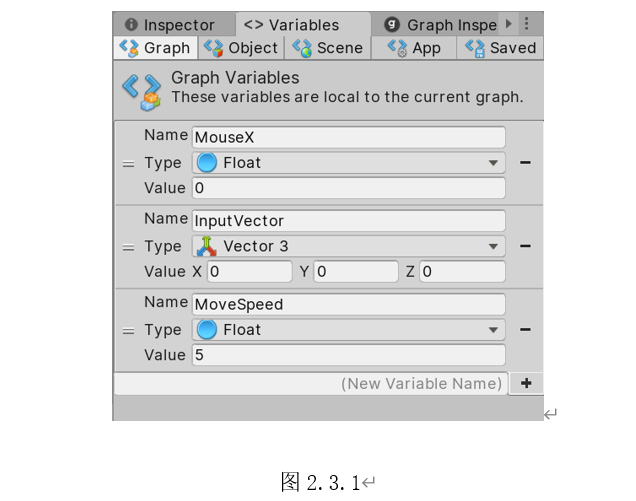 Inspector <> Variables Graph Inspe
Graph Object Scene App Saved
Graph Variables
These variables are local to the current graph.
Name MouseX
Type Float
Value 0
Name InputVector
Type Vector 3
Value X 0 Y 0 Z 0
Name MoveSpeed
Type Float
Value 5
(New Variable Name)
图 2.3.1